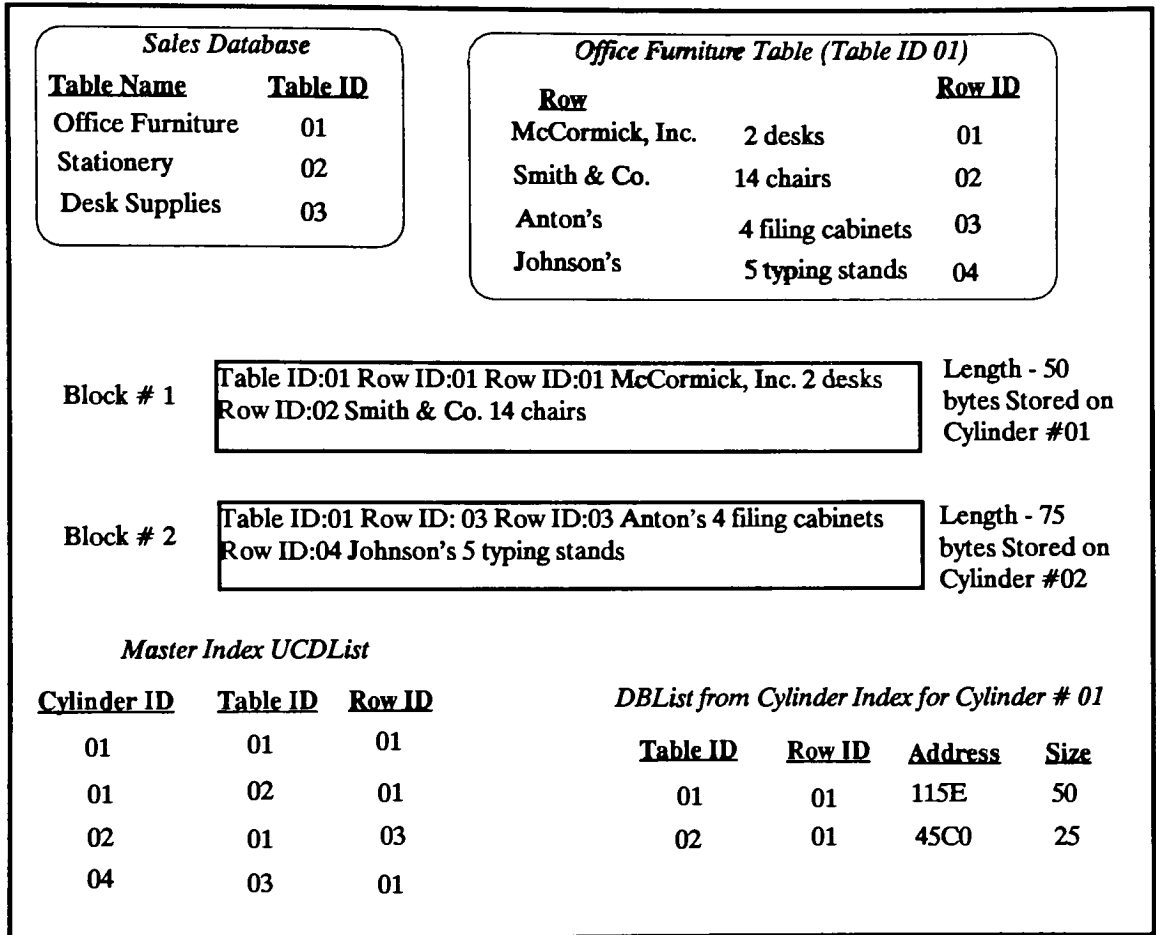 Sales Database
Table Name Table ID
Office Furniture 01
Stationery 02
Desk Supplies 03
Office Furniture Table (Table ID 01)
Row Row ID
McCormick, Inc. 2 desks 01
Smith & Co. 14 chairs 02
Anton's 4 filing cabinets 03
Johnson's 5 typing stands 04
Block # 1
Table ID:01 Row ID:01 Row ID:01 McCormick, Inc. 2 desks
Row ID:02 Smith & Co. 14 chairs
Length - 50
bytes Stored on
Cylinder #01
Block # 2
Table ID:01 Row ID: 03 Row ID:03 Anton's 4 filing cabinets
Row ID:04 Johnson's 5 typing stands
Length - 75
bytes Stored on
Cylinder #02
Master Index UCDList
Cylinder ID Table ID Row ID
01 01 01
01 02 01
02 01 03
04 03 01
DBList from Cylinder Index for Cylinder # 01
Table ID Row ID Address Size
01 01 115E 50
02 01 45C0 25